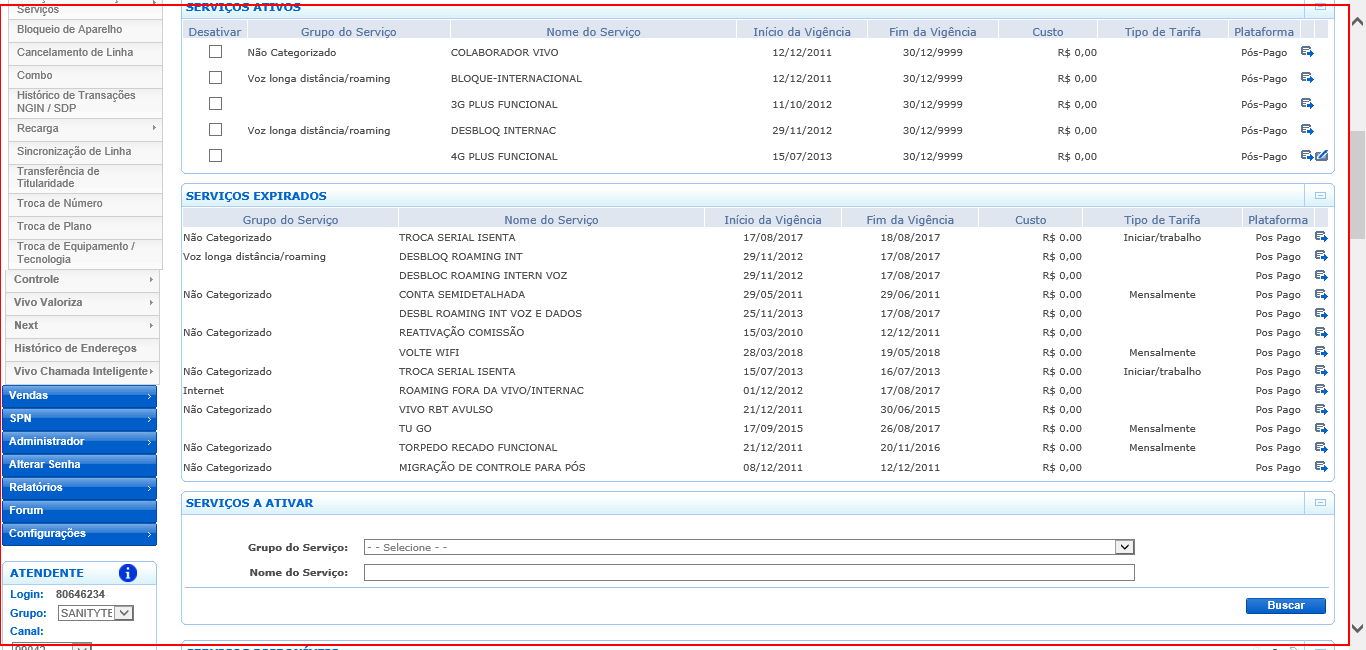 Serviços
Bloqueio de Aparelho
Cancelamento de Linha
Combo
Histórico de Transações
NGIN / SDP
Recarga
Sincronização de Linha
Transferência de
Titularidade
Troca de Número
Troca de Plano
Troca de Equipamento /
Tecnologia
Controle
Vivo Valoriza
Next
Histórico de Endereços
Vivo Chamada Inteligente
Vendas
SPN
Administrador
Alterar Senha
Relatórios
Forum
Configurações
ATENDENTE
Login: 80646234
Grupo: SANITYTE
Canal:
SERVIÇOS ATIVOS
Desativar Grupo do Serviço Nome do Serviço Início da Vigência Fim da Vigência Custo Tipo de Tarifa Plataforma
Não Categorizado COLABORADOR VIVO 12/12/2011 30/12/9999 R$ 0,00 Pós-Pago
Voz longa distância/roaming BLOQUE-INTERNACIONAL 12/12/2011 30/12/9999 R$ 0,00 Pós-Pago
3G PLUS FUNCIONAL 11/10/2012 30/12/9999 R$ 0,00 Pós-Pago
Voz longa distância/roaming DESBLOQ INTERNAC 29/11/2012 30/12/9999 R$ 0,00 Pós-Pago
4G PLUS FUNCIONAL 15/07/2013 30/12/9999 R$ 0,00 Pós-Pago
SERVIÇOS EXPIRADOS
Grupo do Serviço Nome do Serviço Início da Vigência Fim da Vigência Custo Tipo de Tarifa Plataforma
Não Categorizado TROCA SERIAL ISENTA 17/08/2017 18/08/2017 R$ 0.00 Iniciar/trabalho Pos Pago
Voz longa distância/roaming DESBLOQ ROAMING INT 29/11/2012 17/08/2017 R$ 0.00 Pos Pago
DESBLOC ROAMING INTERN VOZ 29/11/2012 17/08/2017 R$ 0.00 Pos Pago
Não Categorizado CONTA SEMIDETALHADA 29/05/2011 29/06/2011 R$ 0.00 Mensalmente Pos Pago
DESBL ROAMING INT VOZ E DADOS 25/11/2013 17/08/2017 R$ 0.00 Pos Pago
Não Categorizado REATIVAÇÃO COMISSÃO 15/03/2010 12/12/2011 R$ 0.00 Pos Pago
VOLTE WIFI 28/03/2018 19/05/2018 R$ 0.00 Mensalmente Pos Pago
Não Categorizado TROCA SERIAL ISENTA 15/07/2013 16/07/2013 R$ 0.00 Iniciar/trabalho Pos Pago
Internet ROAMING FORA DA VIVO/INTERNAC 01/12/2012 17/08/2017 R$ 0,00 Pos Pago
Não Categorizado VIVO RBT AVULSO 21/12/2011 30/06/2015 R$ 0,00 Pos Pago
TU GO 17/09/2015 26/08/2017 R$ 0.00 Mensalmente Pos Pago
Não Categorizado TORPEDO RECADO FUNCIONAL 21/12/2011 20/11/2016 R$ 0,00 Mensalmente Pos Pago
Não Categorizado MIGRAÇÃO DE CONTROLE PARA PÓS 08/12/2011 12/12/2011 R$ 0,00 Pos Pago
SERVIÇOS A ATIVAR
Grupo do Serviço: - - Selecione - -
Nome do Serviço:
Buscar